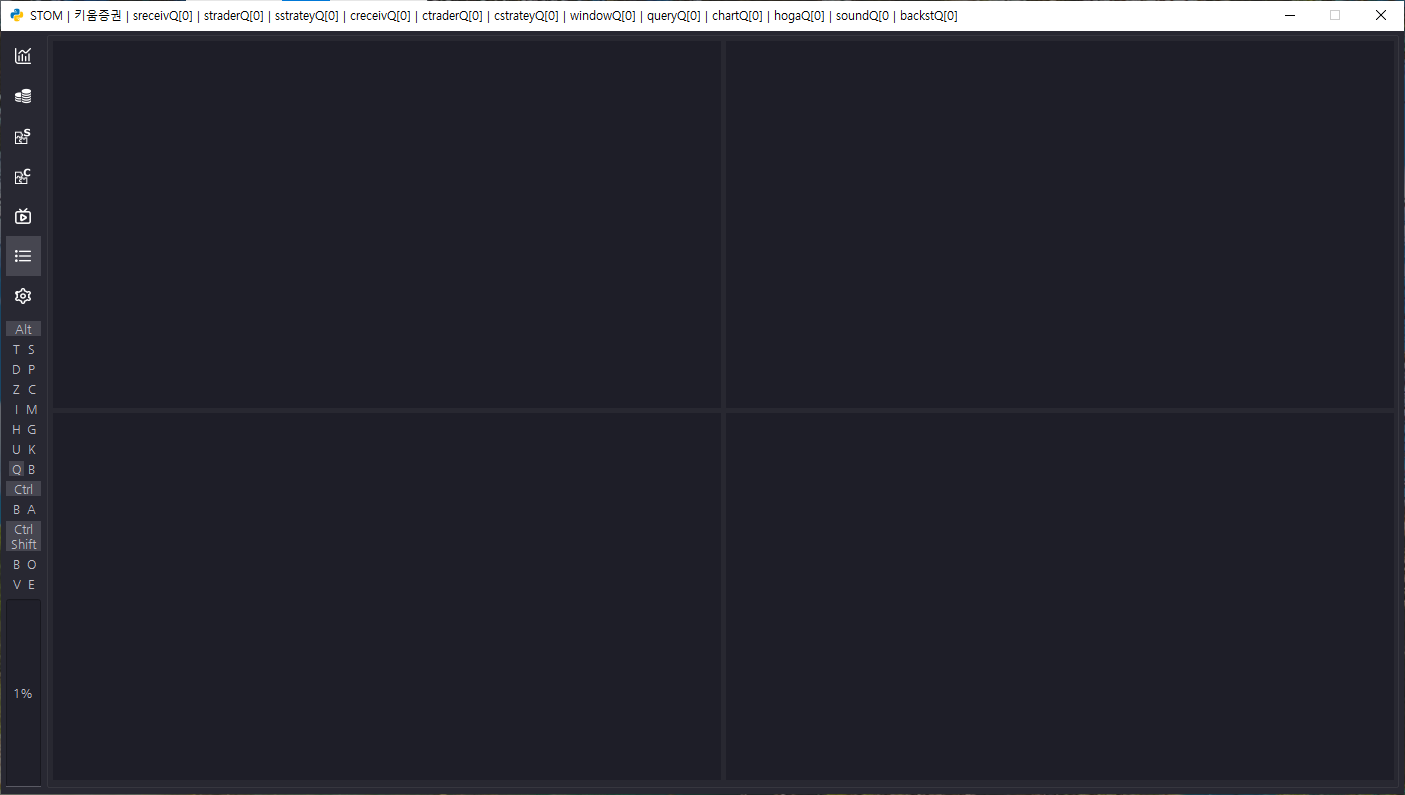 STOM | 키움증권 | sreceivQ[0] | straderQ[0] | sstrateyQ[0] | creceivQ[0] | ctraderQ[0] | cstrateyQ[0] | windowQ[0] | queryQ[0] | chartQ[0] | hogaQ[0] | soundQ[0 | backstQ[0]
S
C
Alt
T S
D P
Z C
I M
H G
U K
Q B
Ctrl
B A
Ctrl
Shift
B O
V E
1%